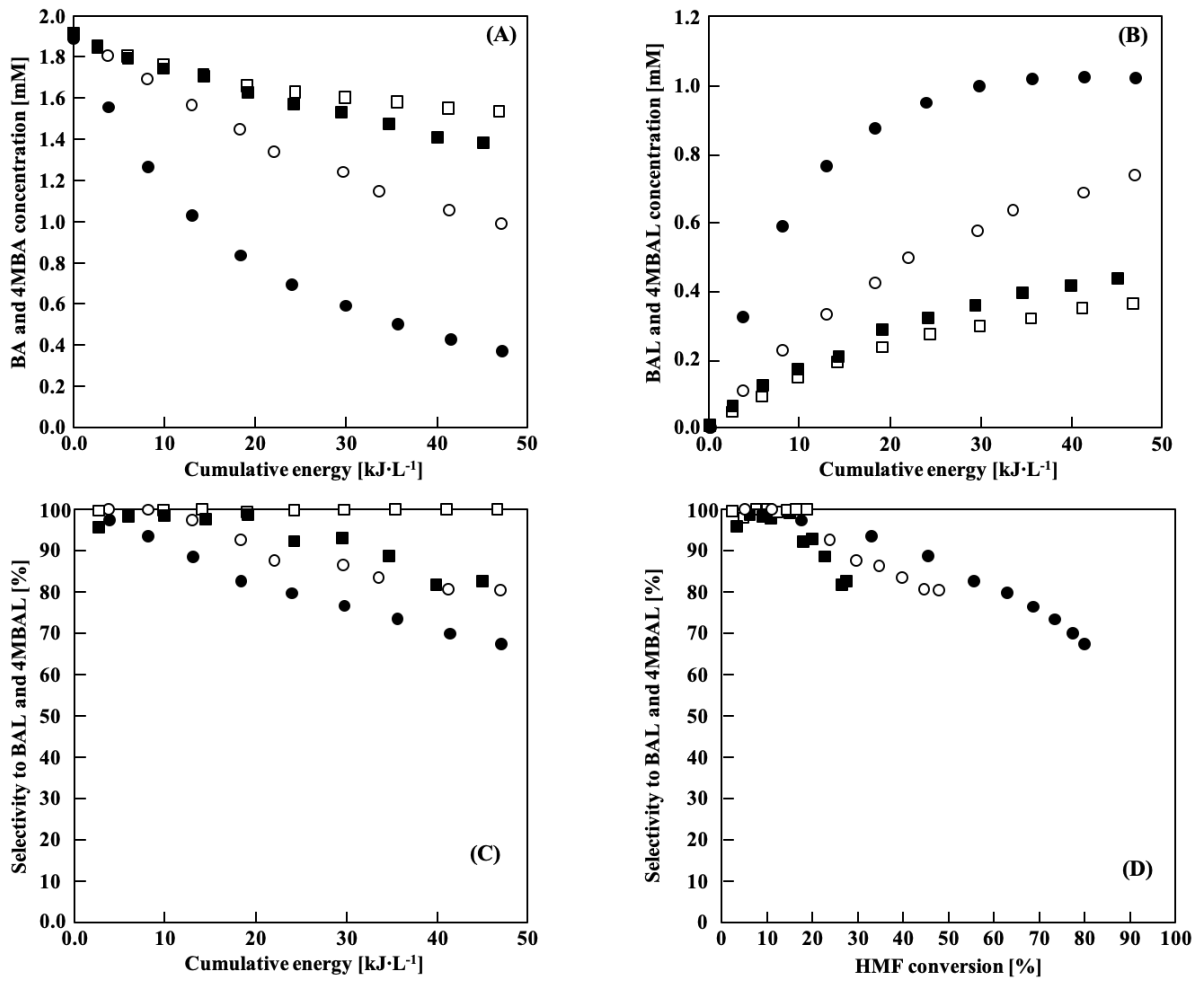 (A)
BA and 4MBA concentration [mM]
2.0
1.8
1.6
1.4
1.2
1.0
0.8
0.6
0.4
0.2
0.0
0.0 10 20 30 40 50
Cumulative energy [kJ·L-1]
(B)
BAL and 4MBAL concentration [mM]
1.2
1.0
0.8
0.6
0.4
0.2
0.0
0.0 10 20 30 40 50
Cumulative energy [kJ·L-1]
(C)
Selectivity to BAL and 4MBAL [%]
100
90
80
70
60
50
40
30
20
10
0.0
0.0 10 20 30 40 50
Cumulative energy [kJ·L-1]
(D)
Selectivity to BAL and 4MBAL [%]
100
90
80
70
60
50
40
30
20
10
0
0 10 20 30 40 50 60 70 80 90 100
HMF conversion [%]